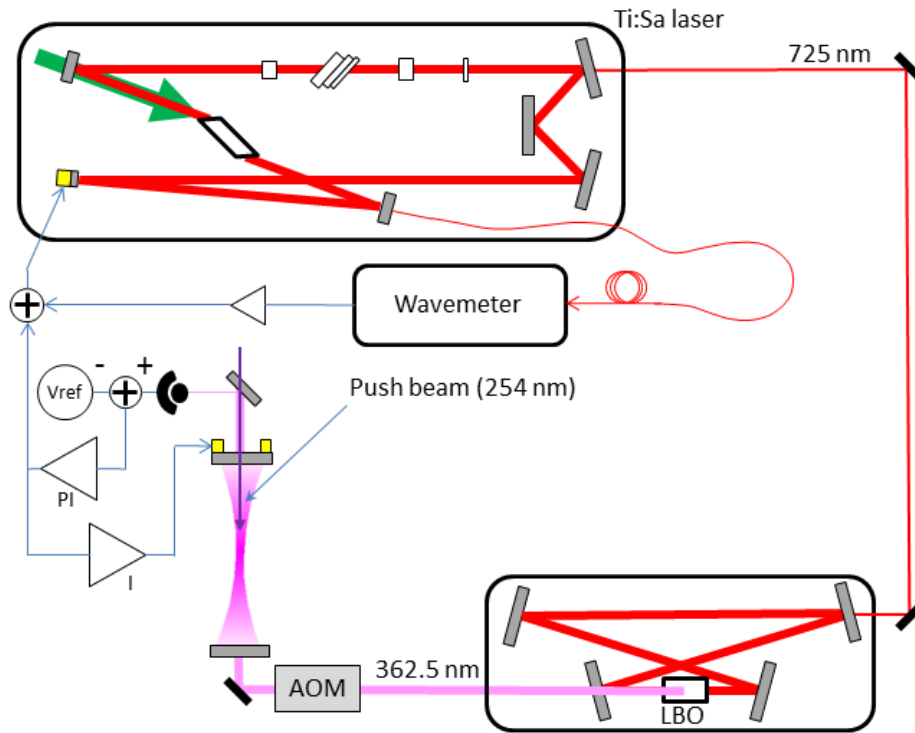 Ti:Sa laser
725 nm
Wavemeter
+
- +
Vref
+
Push beam (254 nm)
PI
I
362.5 nm
AOM
LBO